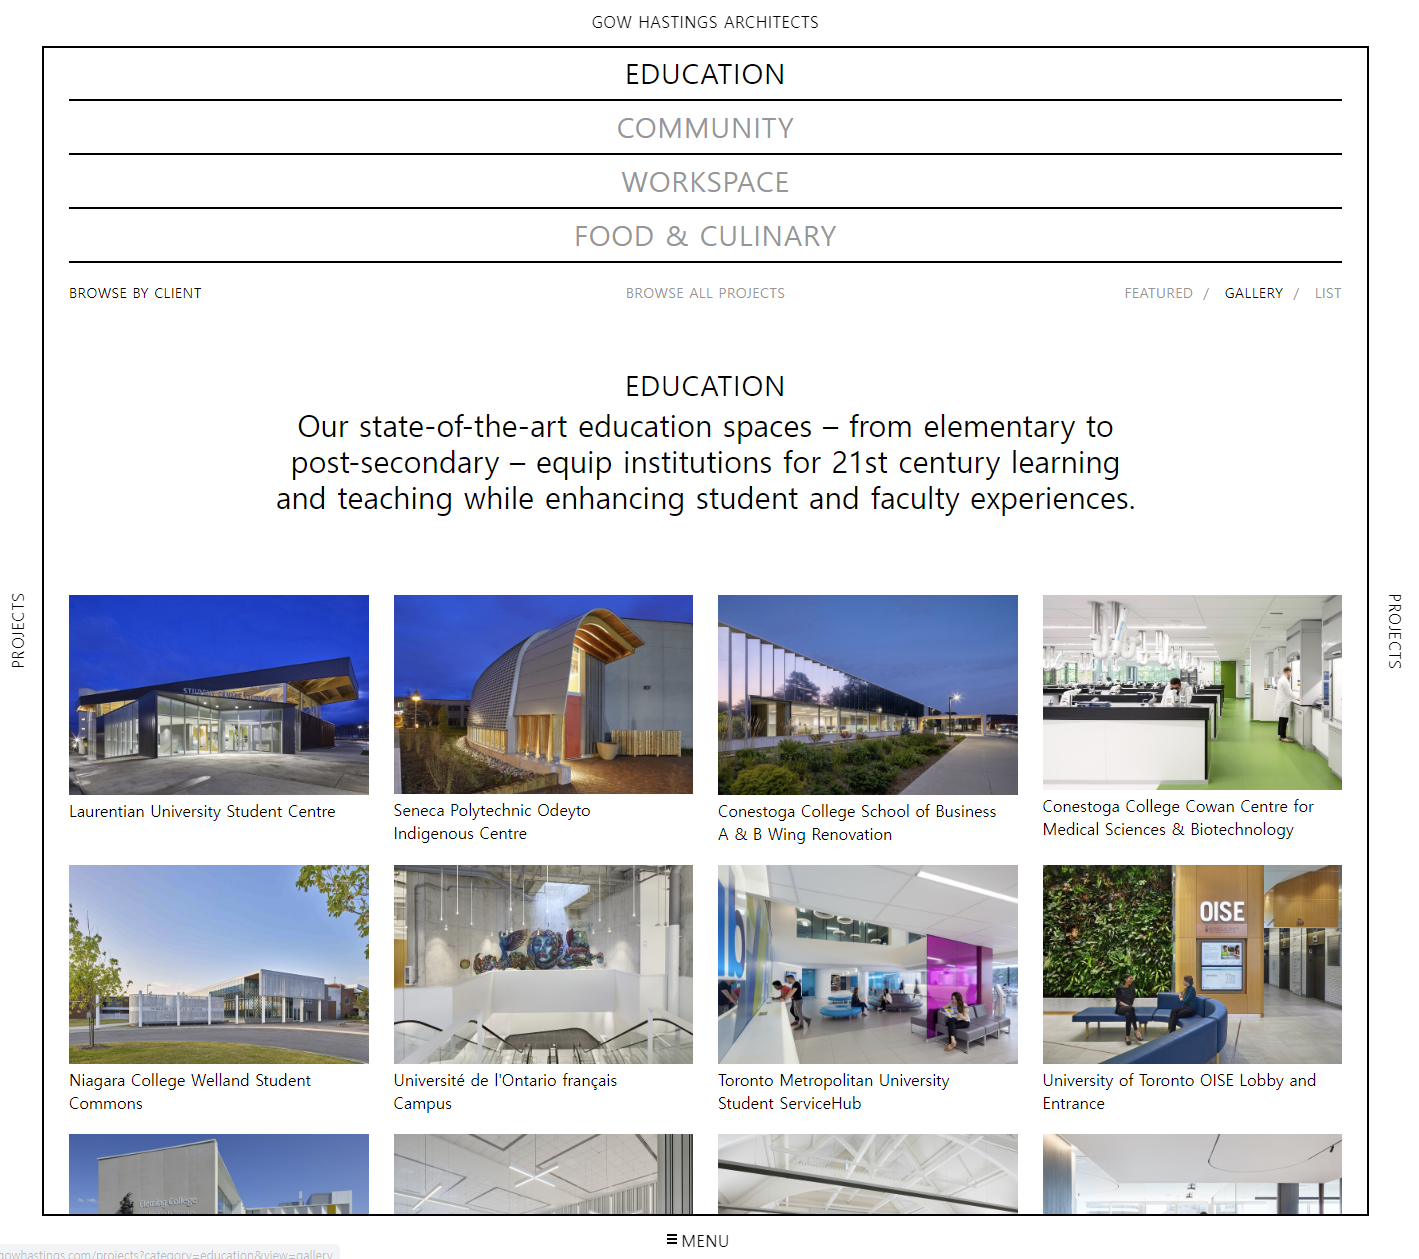 GOW HASTINGS ARCHITECTS
EDUCATION
COMMUNITY
WORKSPACE
FOOD & CULINARY
BROWSE BY CLIENT
BROWSE ALL PROJECTS
FEATURED / GALLERY / LIST
EDUCATION
Our state-of-the-art education spaces – from elementary to
post-secondary – equip institutions for 21st century learning
and teaching while enhancing student and faculty experiences.
PROJECTS
PROJECTS
Laurentian University Student Centre
Seneca Polytechnic Odeyto
Indigenous Centre
Conestoga College School of Business
A & B Wing Renovation
Conestoga College Cowan Centre for
Medical Sciences & Biotechnology
OISE
Niagara College Welland Student
Commons
Université de l'Ontario français
Campus
Toronto Metropolitan University
Student ServiceHub
University of Toronto OISE Lobby and
Entrance
Fleming College
MENU
gowhastings.com/projects?category=education&view=gallery